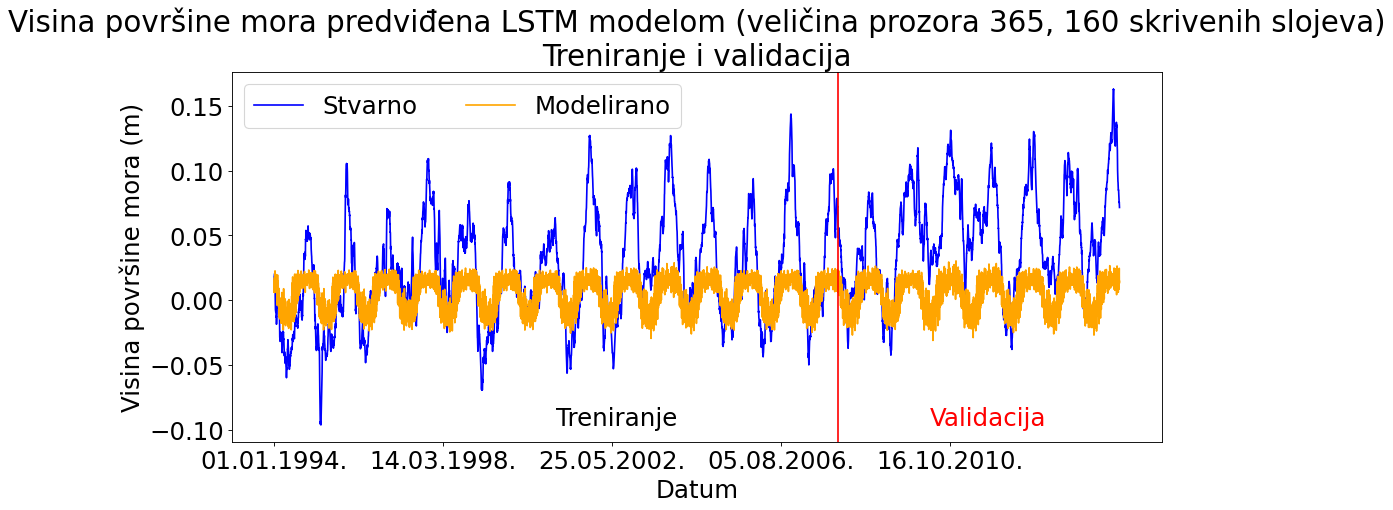 Visina površine mora predviđena LSTM modelom (veličina prozora 365, 160 skrivenih slojeva)
Treniranje i validacija
Stvarno
Modelirano
Visina površine mora (m)
0.15
0.10
0.05
0.00
−0.05
−0.10
Treniranje
Validacija
01.01.1994.
14.03.1998.
25.05.2002.
05.08.2006.
16.10.2010.
Datum